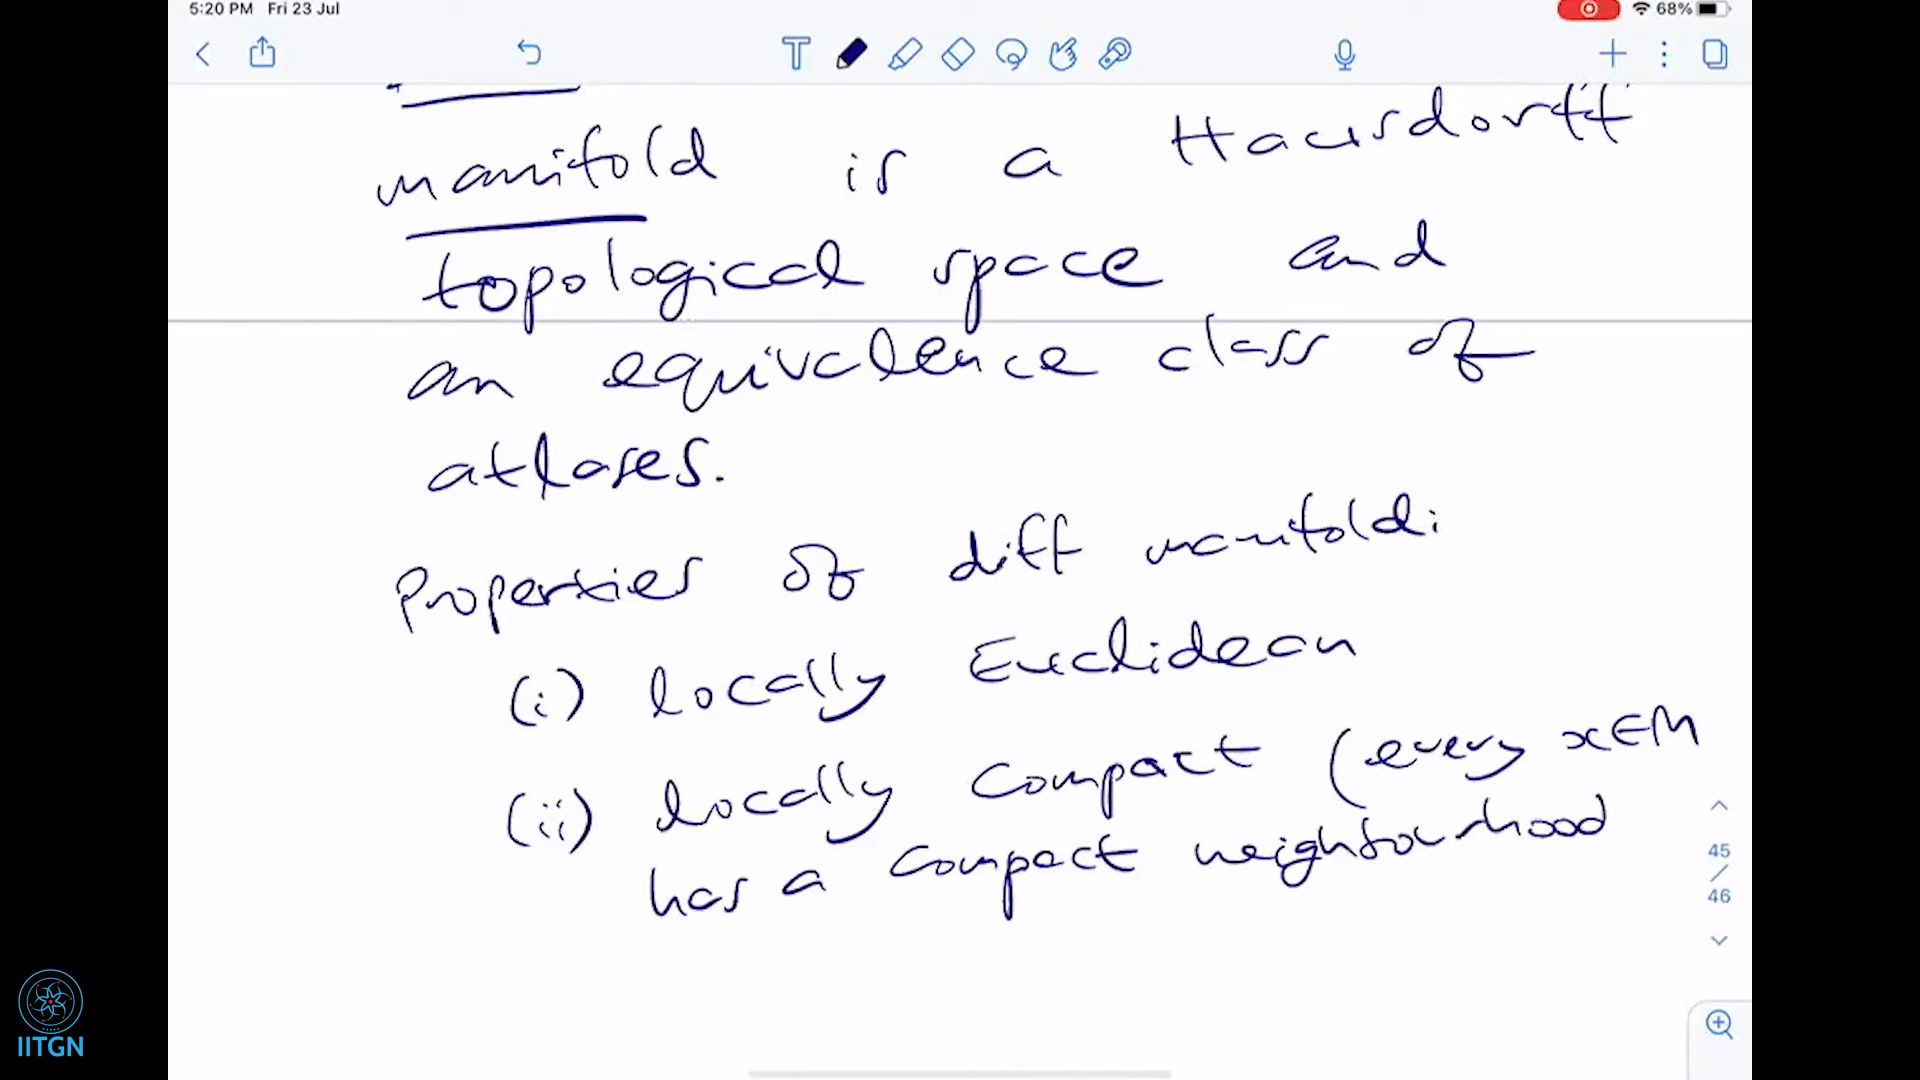 5:20 PM Fri 23 Jul
68%
manifold is a Hausdorff
topological space and
an equivalence class of
atlases.
Properties of diff manifold:
(i) locally Euclidean
(ii) locally compact (every x∈M
has a compact neighbourhood
45
/
46
IITGN